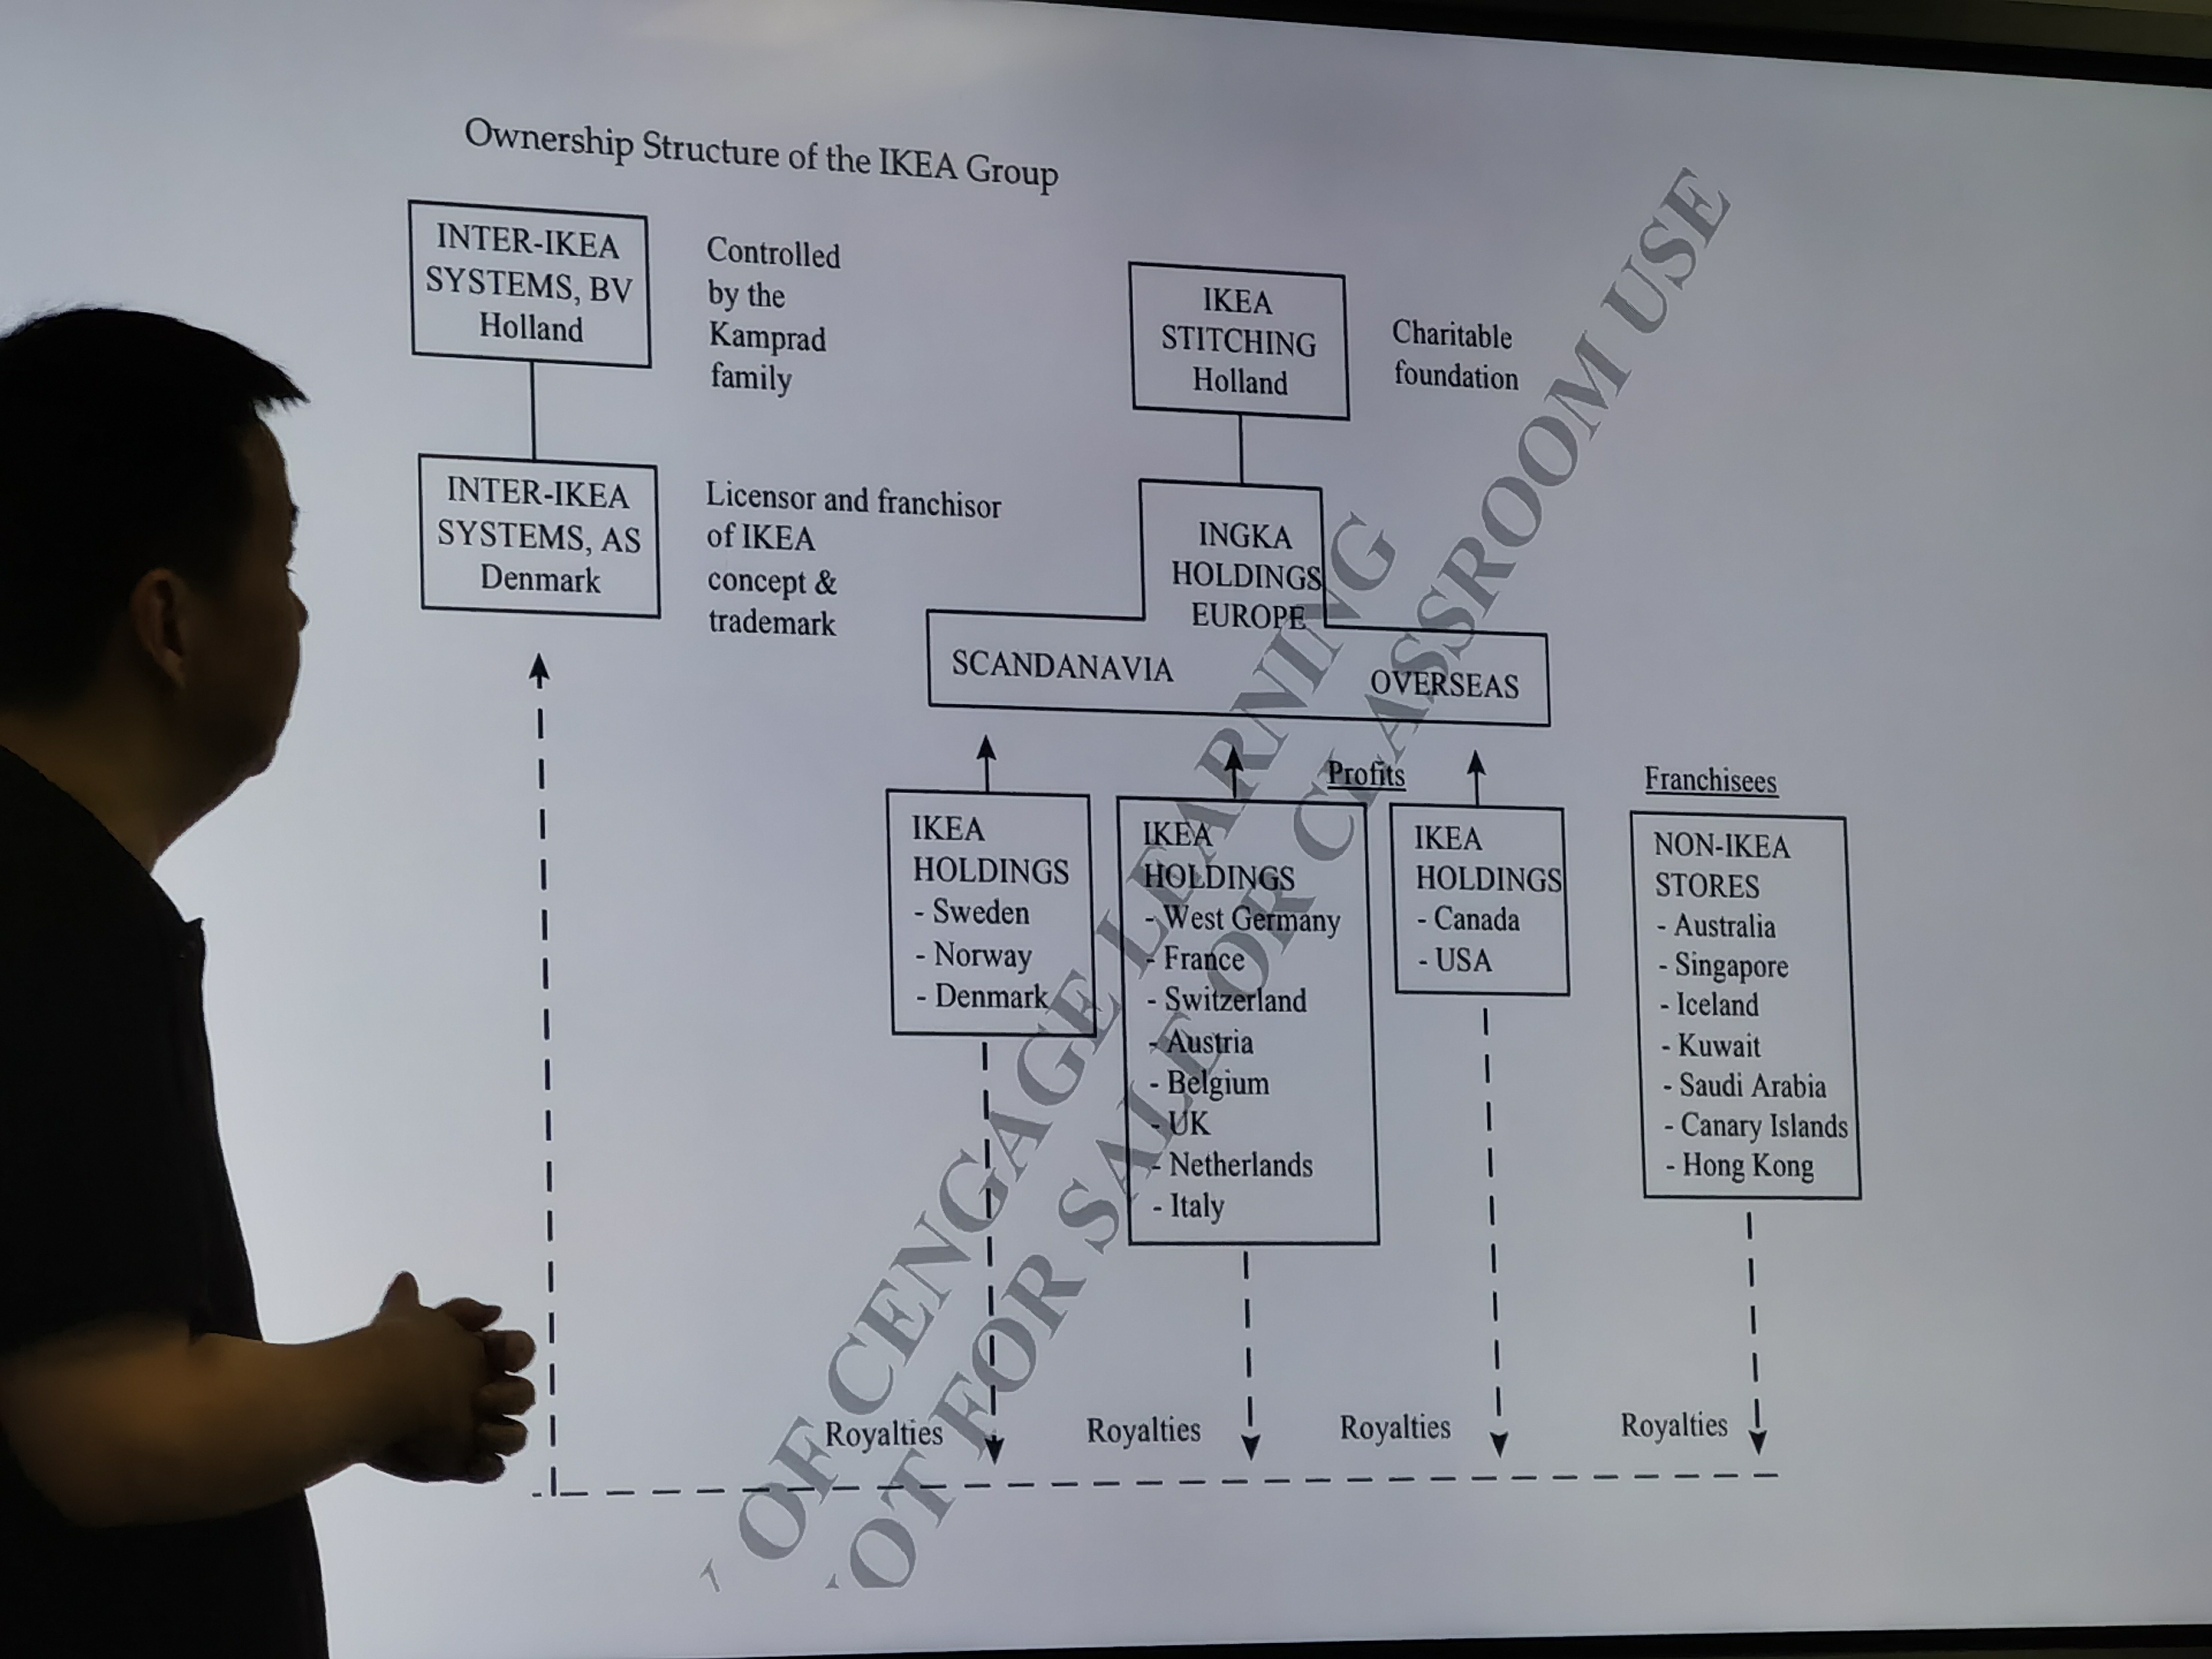 Ownership Structure of the IKEA Group
INTER-IKEA
SYSTEMS, BV
Holland
Controlled
by the
Kamprad
family
IKEA
STITCHING
Holland
Charitable
foundation
INTER-IKEA
SYSTEMS, AS
Denmark
Licensor and franchisor
of IKEA
concept &
trademark
INGKA
HOLDINGS
EUROPE
SCANDANAVIA
OVERSEAS
Profits
Franchisees
IKEA
HOLDINGS
- Sweden
- Norway
- Denmark
IKEA
HOLDINGS
- West Germany
- France
- Switzerland
- Austria
- Belgium
- UK
- Netherlands
- Italy
IKEA
HOLDINGS
- Canada
- USA
NON-IKEA
STORES
- Australia
- Singapore
- Iceland
- Kuwait
- Saudi Arabia
- Canary Islands
- Hong Kong
Royalties
Royalties
Royalties
Royalties
OF CENGAGE LEARNING
OT FOR SALE OR CLASSROOM USE